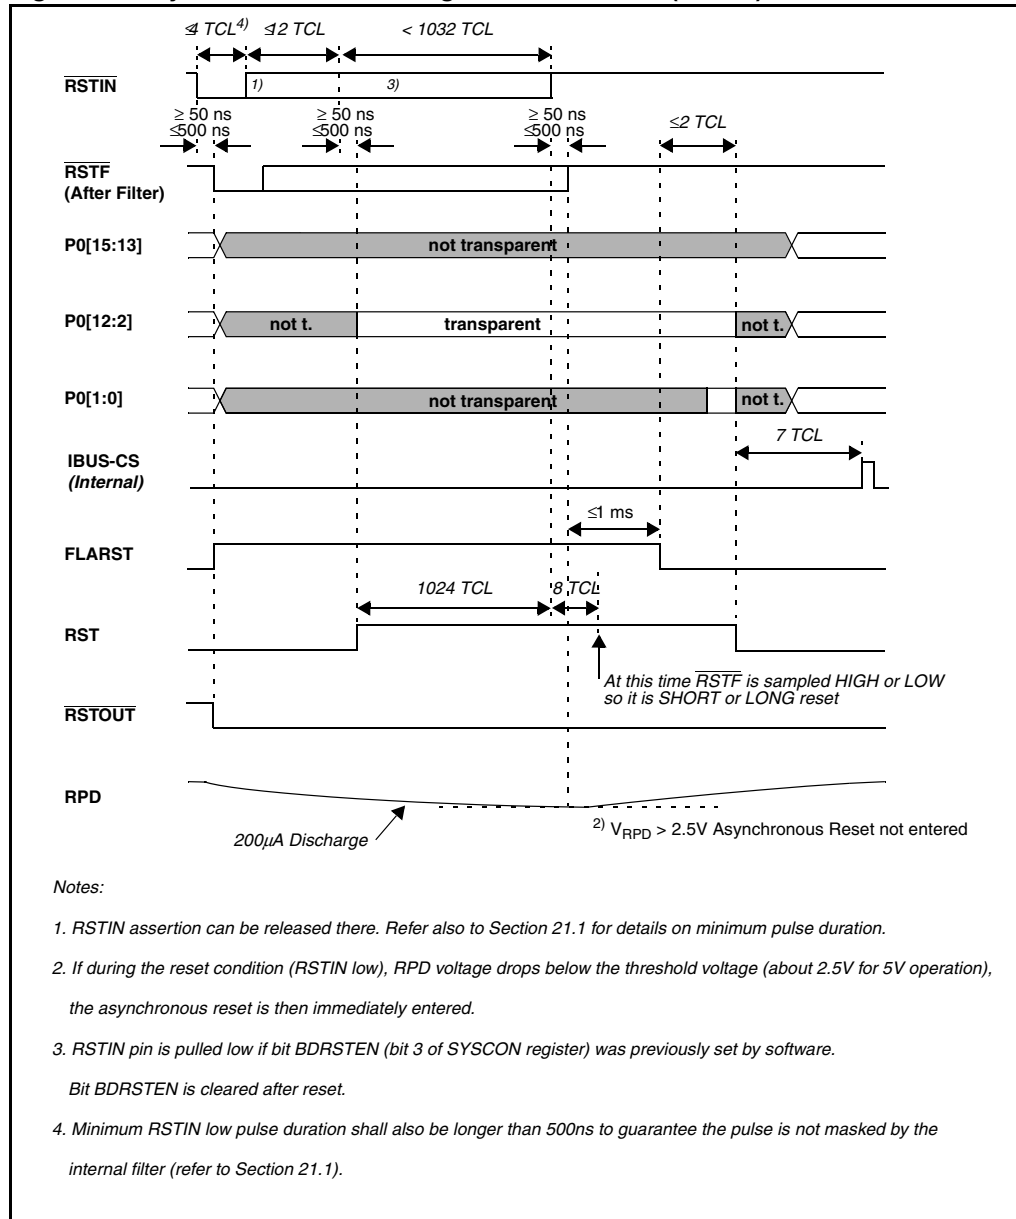 ≤4 TCL4) ≤12 TCL < 1032 TCL
RSTIN 1) 3)
≥ 50 ns ≥ 50 ns ≥ 50 ns
≤500 ns ≤500 ns ≤500 ns ≤2 TCL
RSTF
(After Filter)
P0[15:13] not transparent
P0[12:2] not t. transparent not t.
P0[1:0] not transparent not t.
7 TCL
IBUS-CS
(Internal)
≤1 ms
FLARST
1024 TCL 8 TCL
RST
At this time RSTF is sampled HIGH or LOW
so it is SHORT or LONG reset
RSTOUT
RPD
200μA Discharge
2) VRPD > 2.5V Asynchronous Reset not entered
Notes:
1. RSTIN assertion can be released there. Refer also to Section 21.1 for details on minimum pulse duration.
2. If during the reset condition (RSTIN low), RPD voltage drops below the threshold voltage (about 2.5V for 5V operation),
the asynchronous reset is then immediately entered.
3. RSTIN pin is pulled low if bit BDRSTEN (bit 3 of SYSCON register) was previously set by software.
Bit BDRSTEN is cleared after reset.
4. Minimum RSTIN low pulse duration shall also be longer than 500ns to guarantee the pulse is not masked by the
internal filter (refer to Section 21.1).